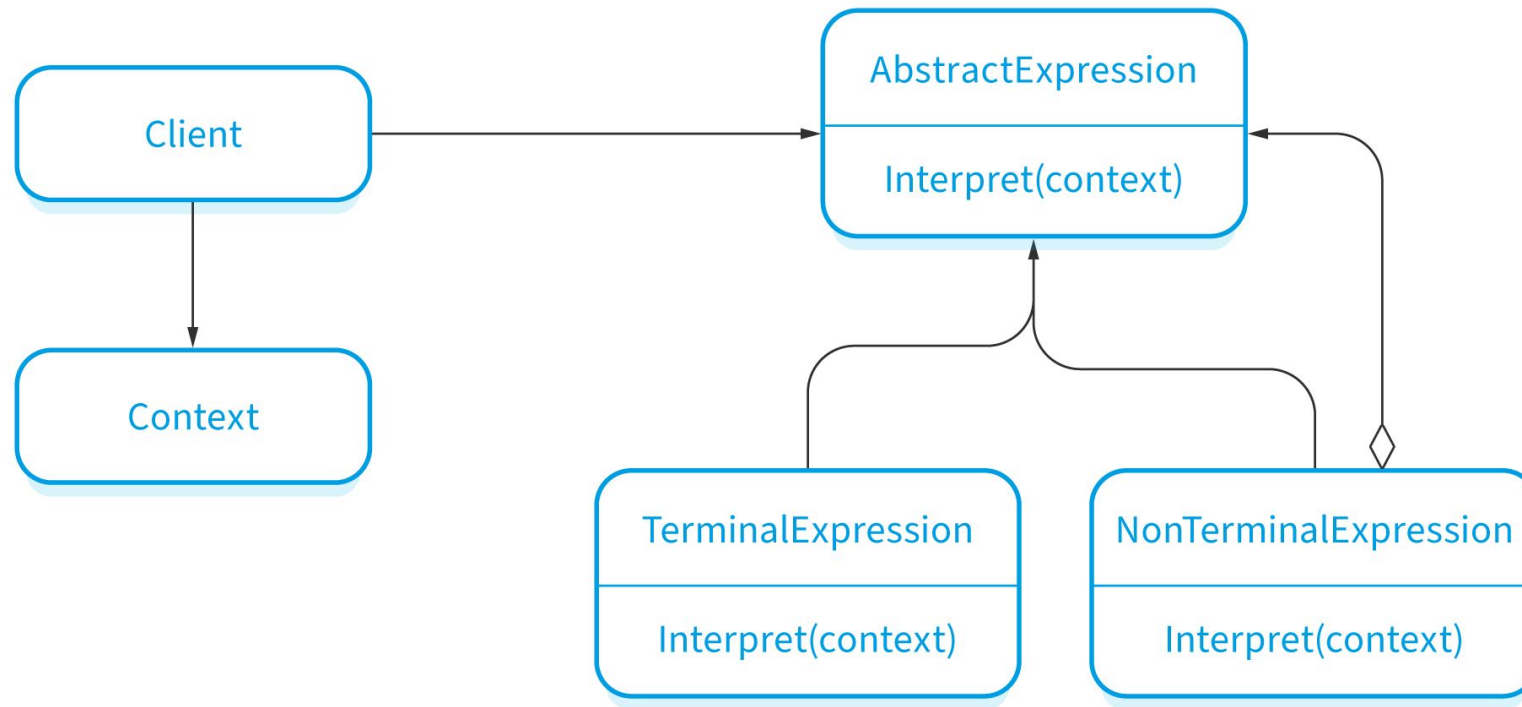 AbstractExpression
Client
Interpret(context)
Context
TerminalExpression
NonTerminalExpression
Interpret(context)
Interpret(context)